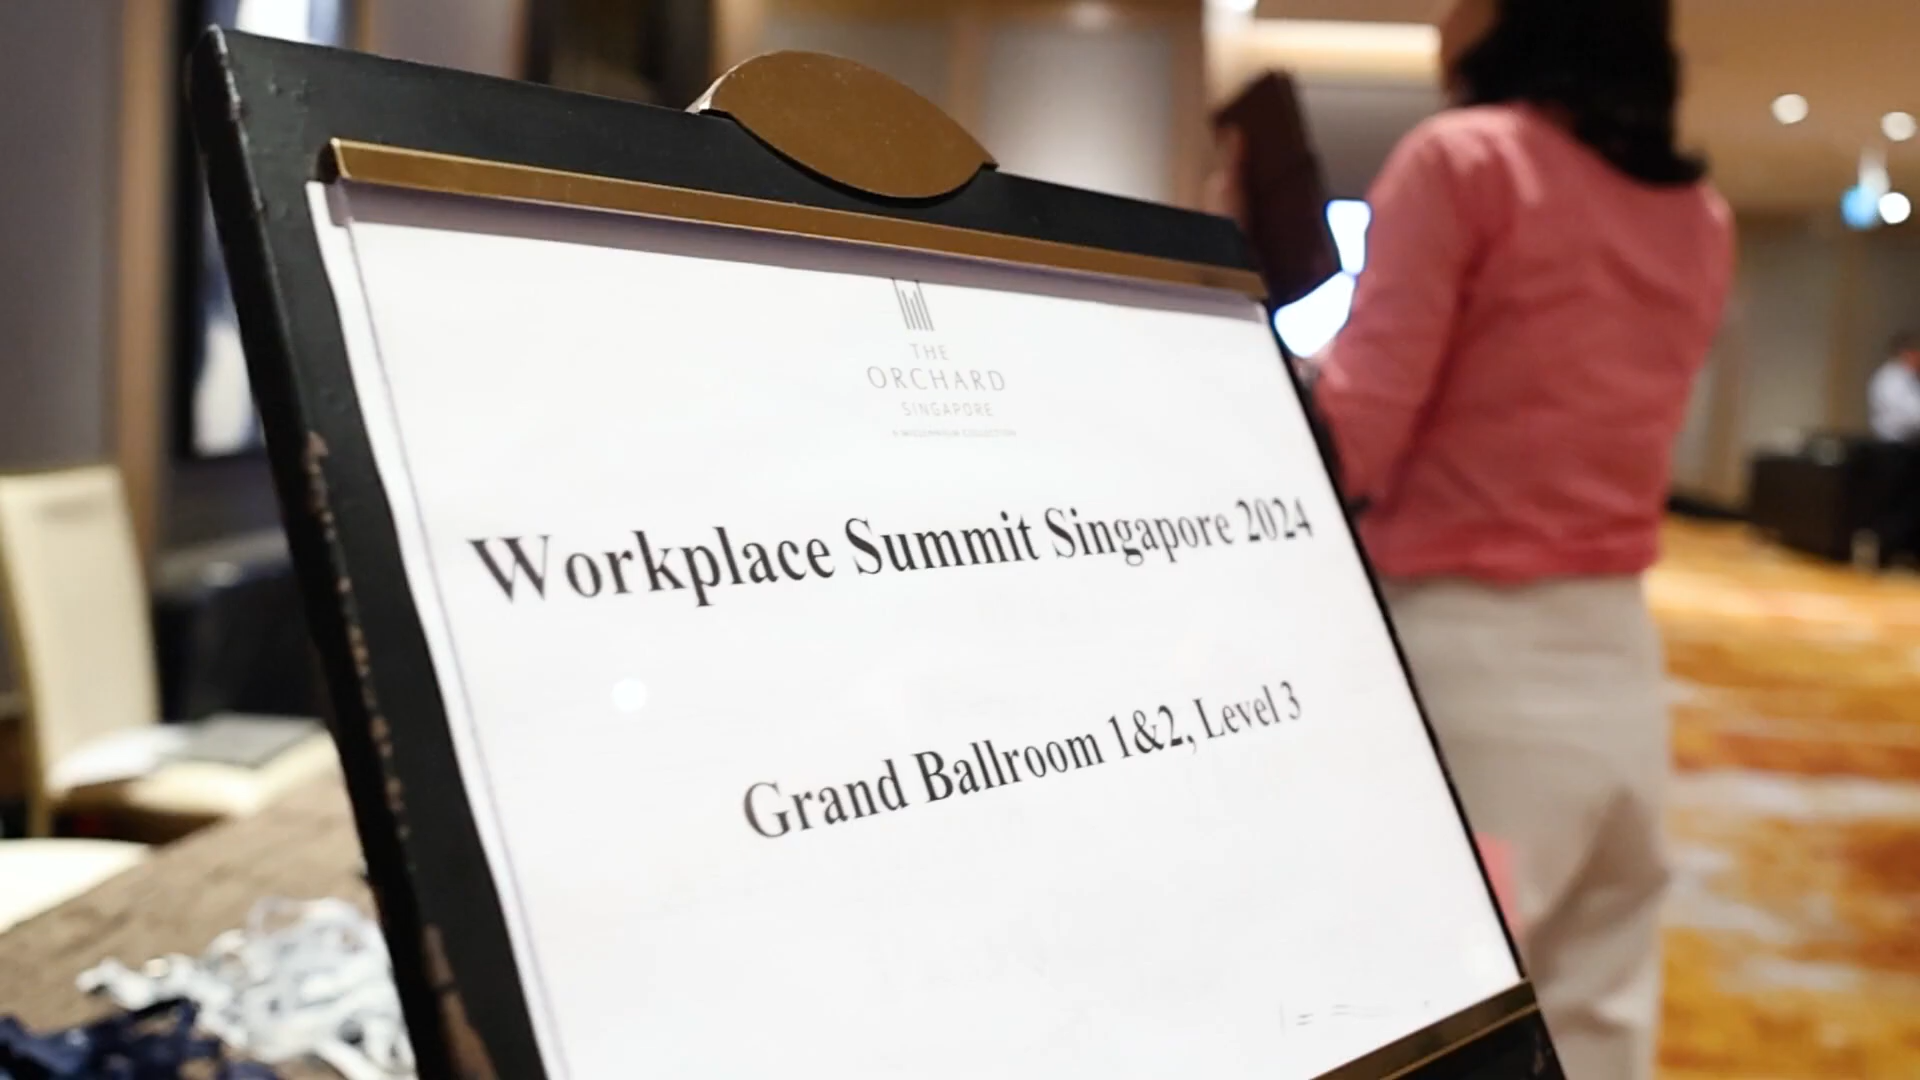 THE
ORCHARD
SINGAPORE
Workplace Summit Singapore 2024
Grand Ballroom 1&2, Level 3